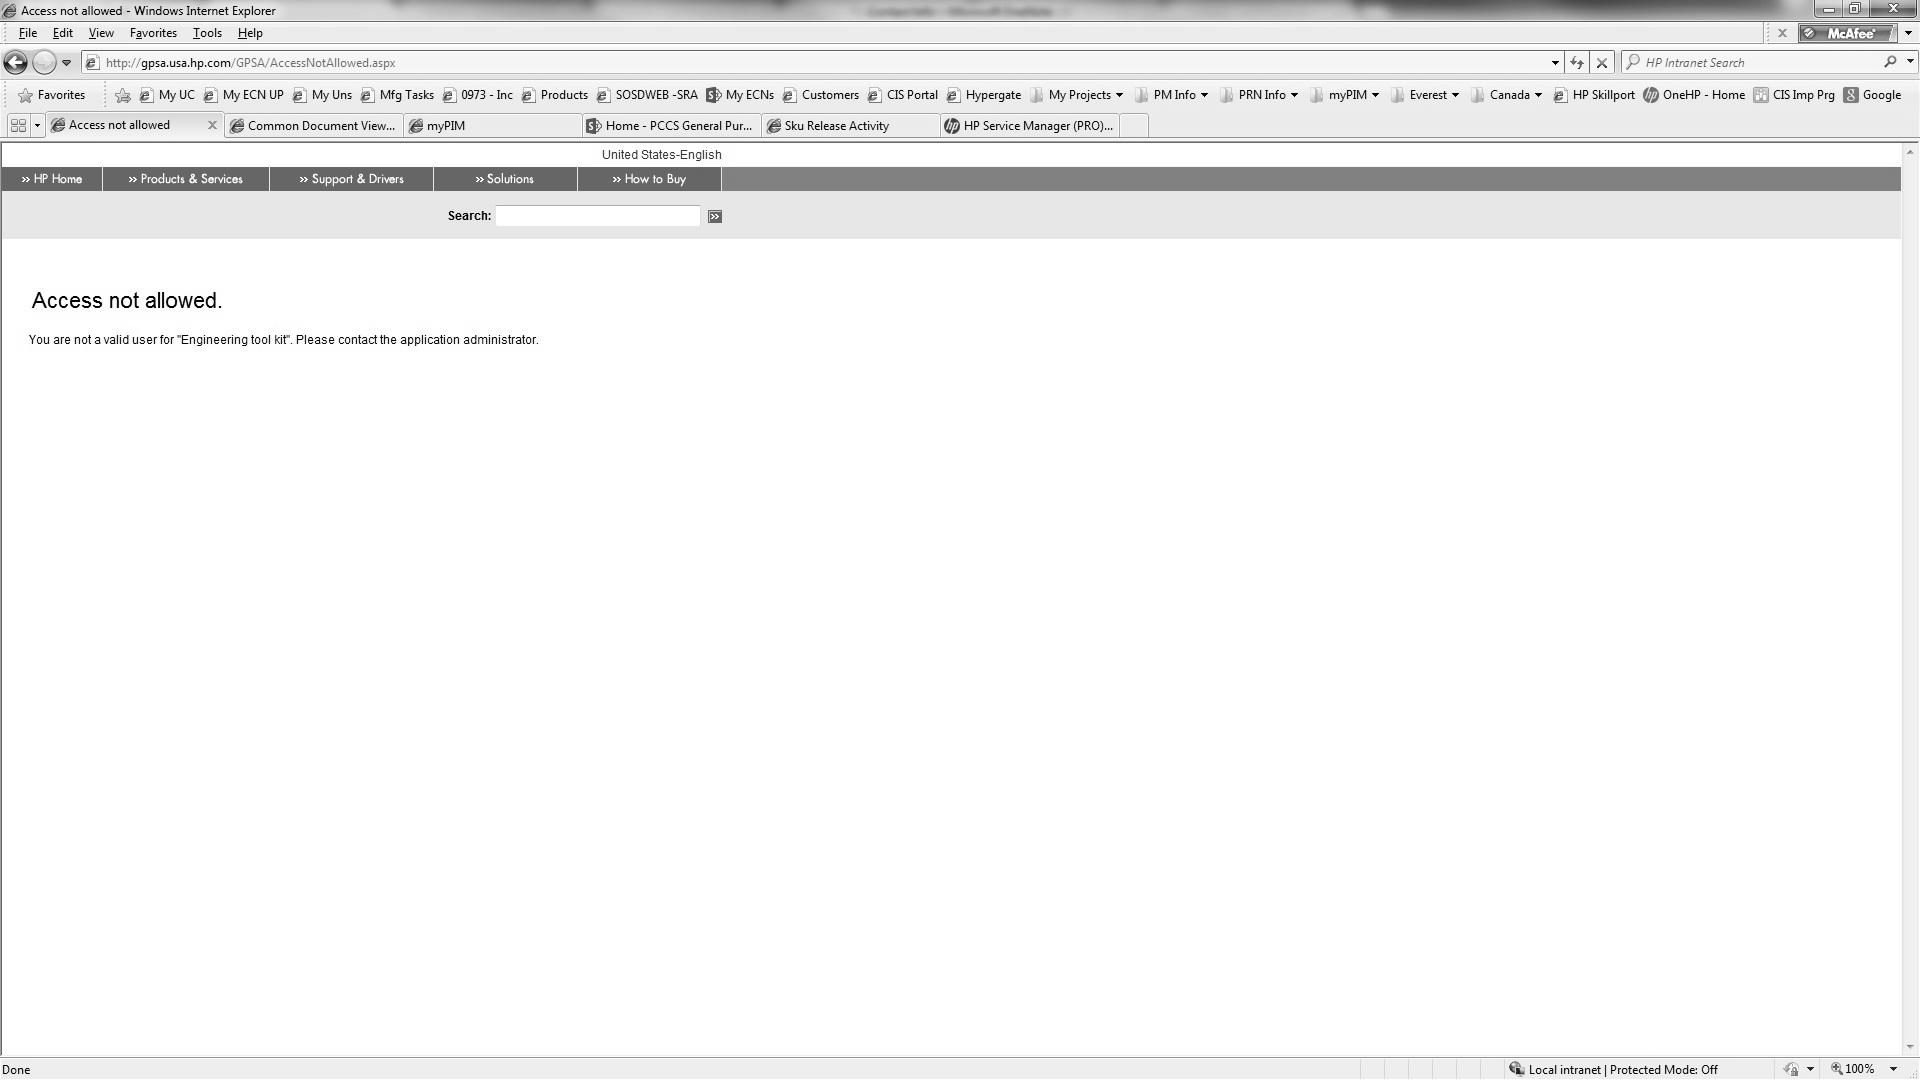 Access not allowed - Windows Internet Explorer
File Edit View Favorites Tools Help
McAfee
http://gpsa.usa.hp.com/GPSA/AccessNotAllowed.aspx
HP Intranet Search
Favorites My UC My ECN UP My Uns Mfg Tasks 0973 - Inc Products SOSDWEB -SRA My ECNs Customers CIS Portal Hypergate My Projects PM Info PRN Info myPIM Everest Canada HP Skillport OneHP - Home CIS Imp Prg Google
Access not allowed Common Document View... myPIM Home - PCCS General Pur... Sku Release Activity HP Service Manager (PRO)...
United States-English
» HP Home » Products & Services » Support & Drivers » Solutions » How to Buy
Search: »
Access not allowed.
You are not a valid user for "Engineering tool kit". Please contact the application administrator.
Done Local intranet | Protected Mode: Off 100%